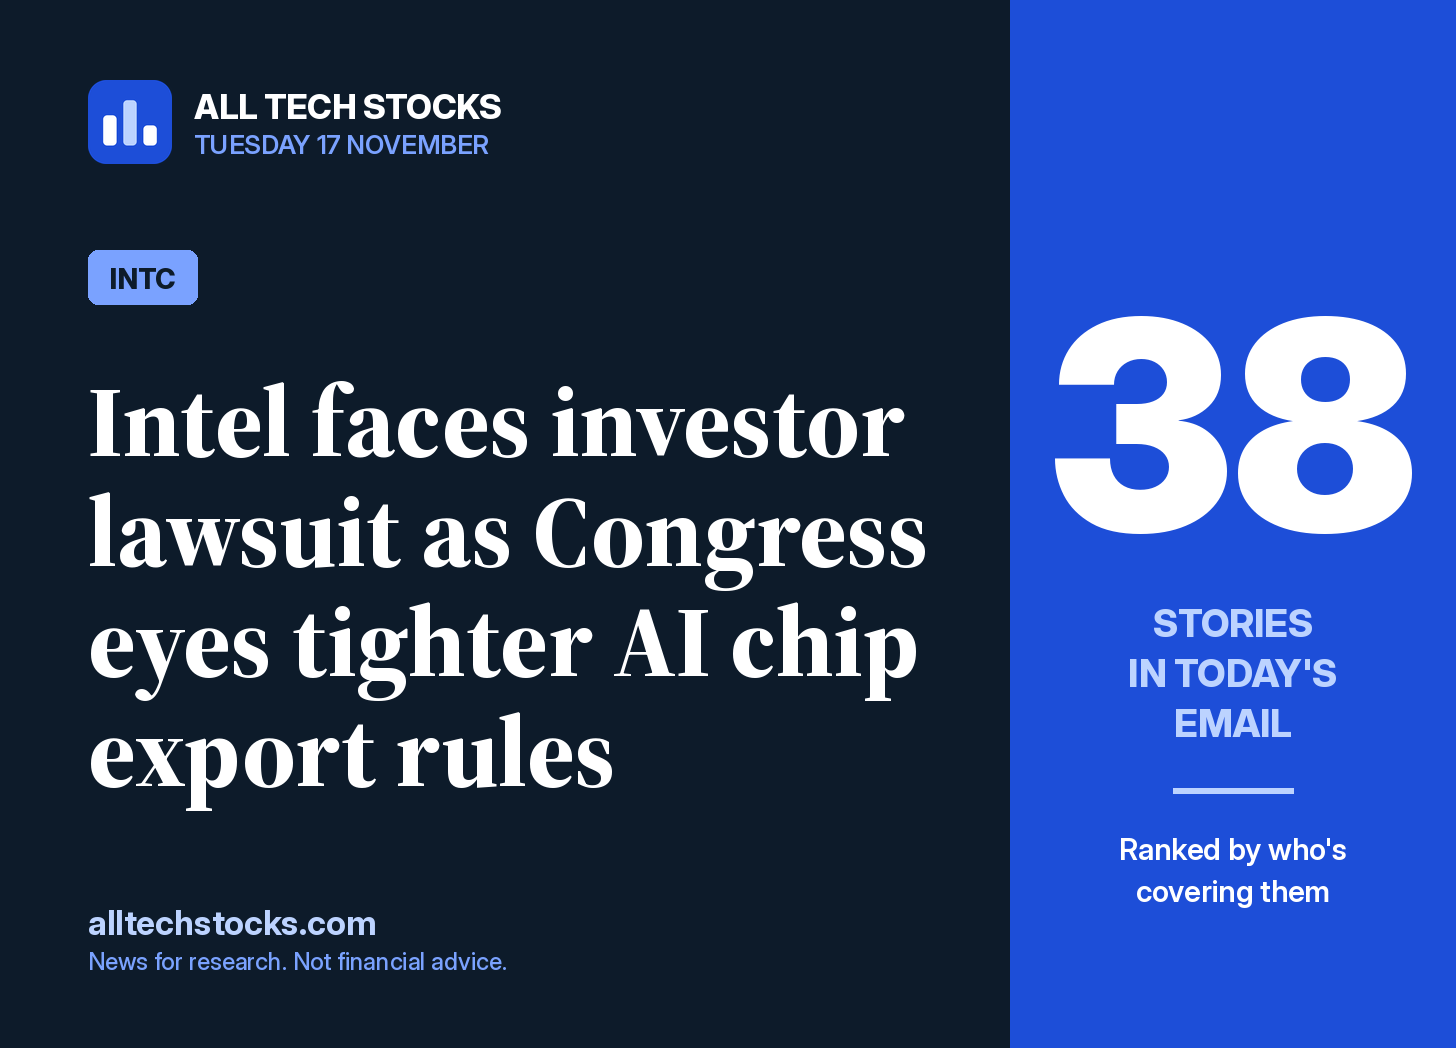 ALL TECH STOCKS
TUESDAY 17 NOVEMBER
INTC
Intel faces investor
lawsuit as Congress
eyes tighter AI chip
export rules
alltechstocks.com
News for research. Not financial advice.
38
STORIES
IN TODAY'S
EMAIL
Ranked by who's
covering them